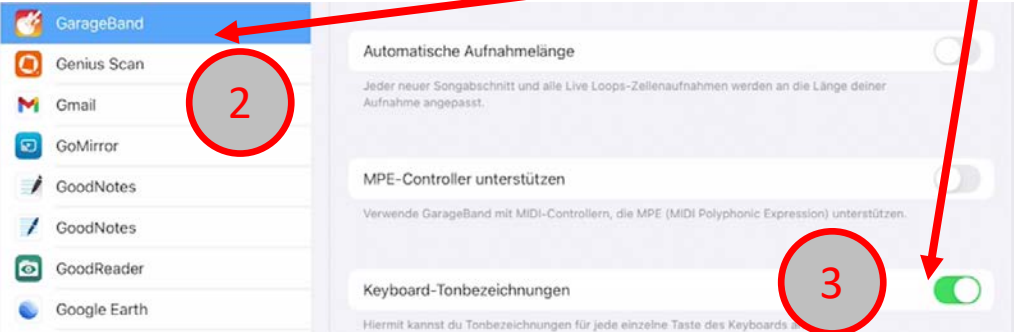 GarageBand
Genius Scan
Gmail
GoMirror
GoodNotes
GoodNotes
GoodReader
Google Earth
2
Automatische Aufnahmelänge
Jeder neuer Songabschnitt und alle Live Loops-Zellenaufnahmen werden an die Länge deiner
Aufnahme angepasst.
MPE-Controller unterstützen
Verwende GarageBand mit MIDI-Controllern, die MPE (MIDI Polyphonic Expression) unterstützen.
Keyboard-Tonbezeichnungen
3
Hiermit kannst du Tonbezeichnungen für jede einzelne Taste des Keyboards